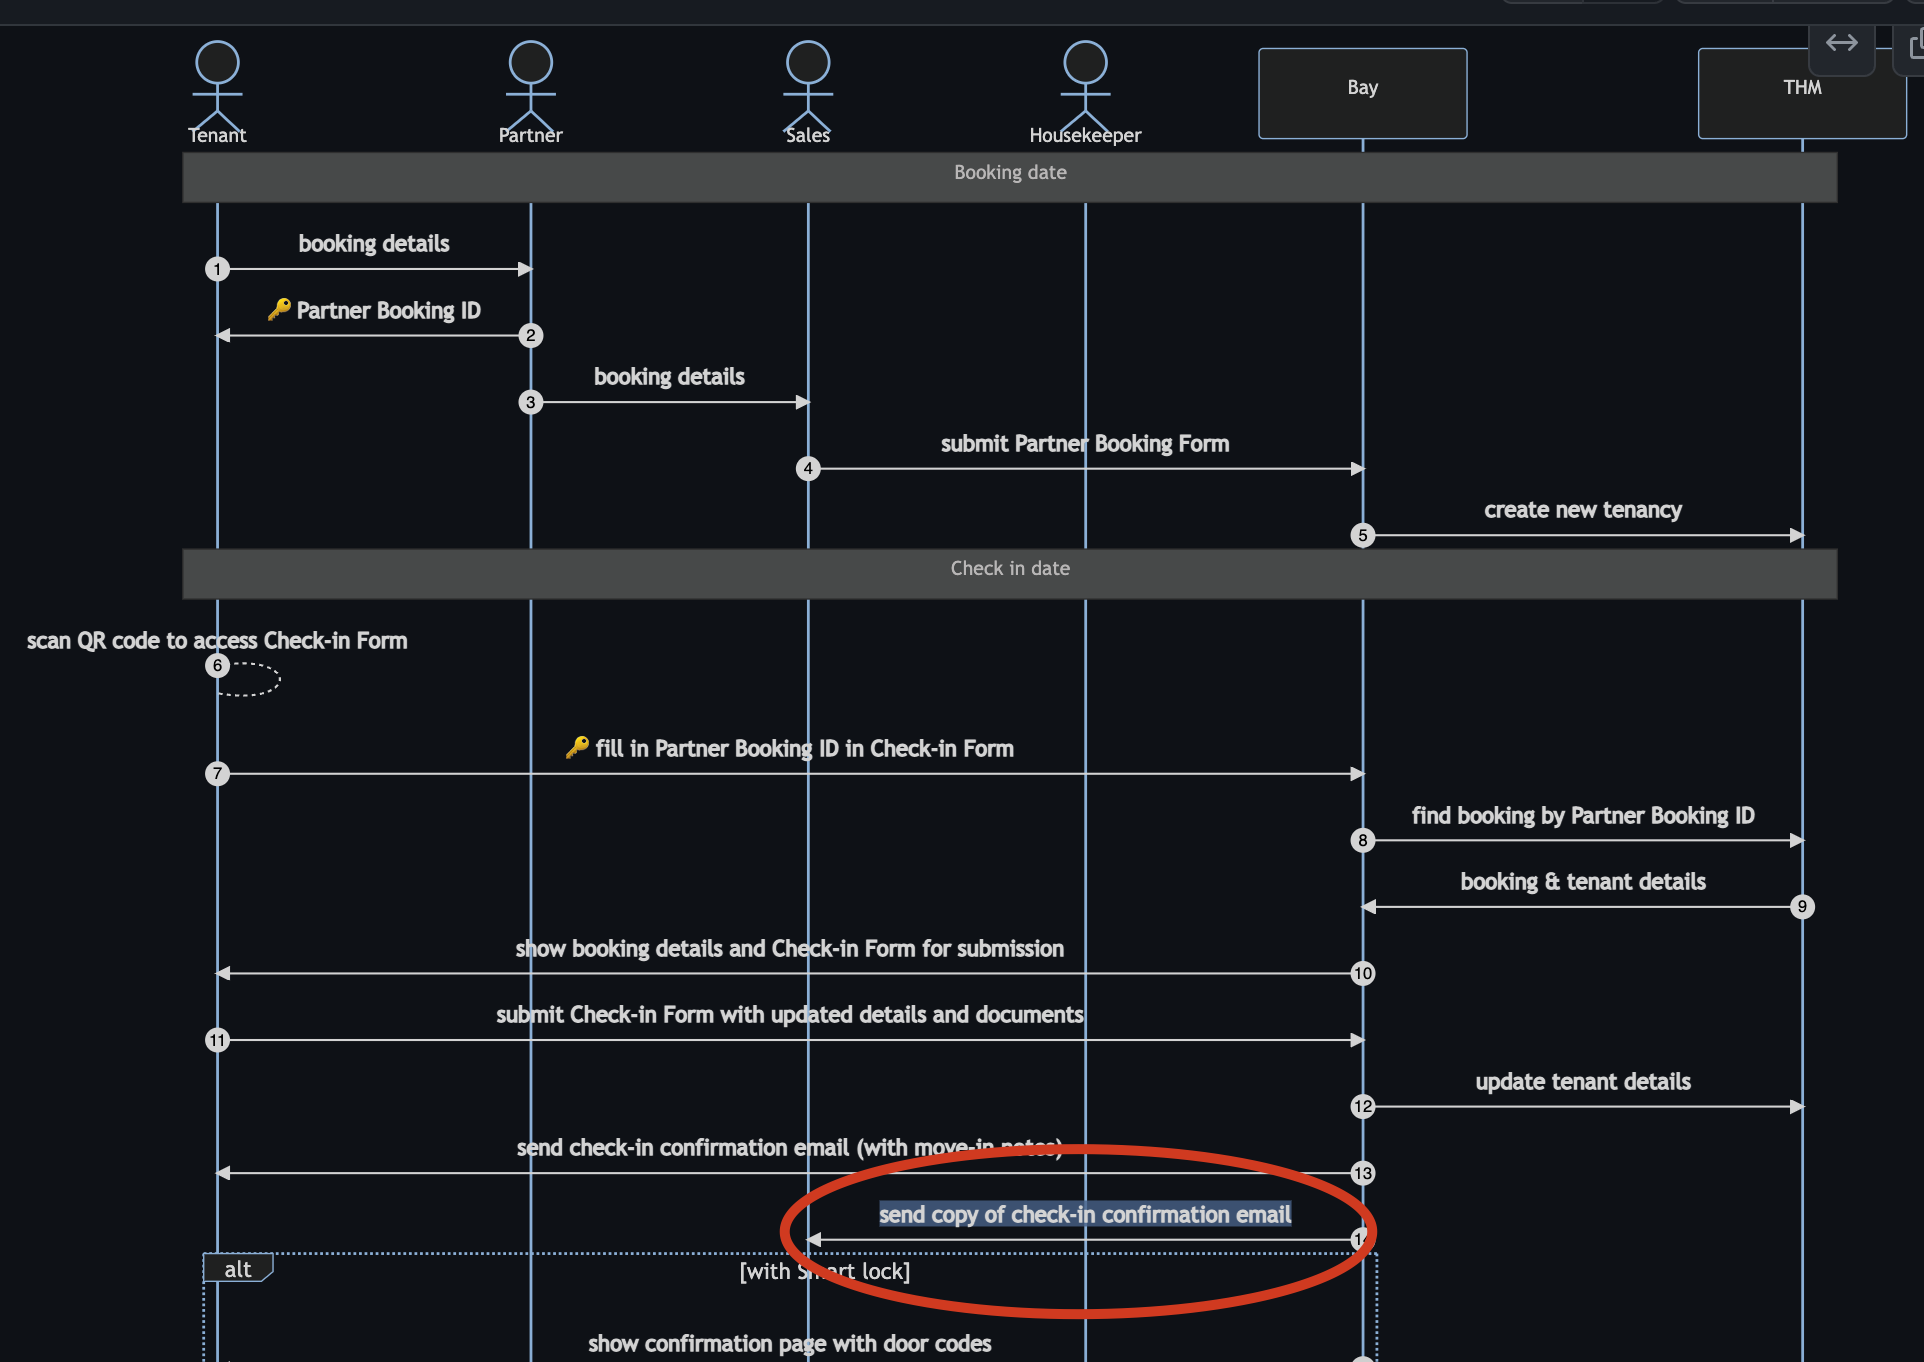 Tenant
Partner
Sales
Housekeeper
Bay
THM
Booking date
booking details
1
🔑 Partner Booking ID
2
booking details
3
submit Partner Booking Form
4
create new tenancy
5
Check in date
scan QR code to access Check-in Form
6
🔑 fill in Partner Booking ID in Check-in Form
7
find booking by Partner Booking ID
8
booking & tenant details
9
show booking details and Check-in Form for submission
10
submit Check-in Form with updated details and documents
11
update tenant details
12
send check-in confirmation email (with move-in notes)
13
send copy of check-in confirmation email
14
alt
[with Smart lock]
show confirmation page with door codes